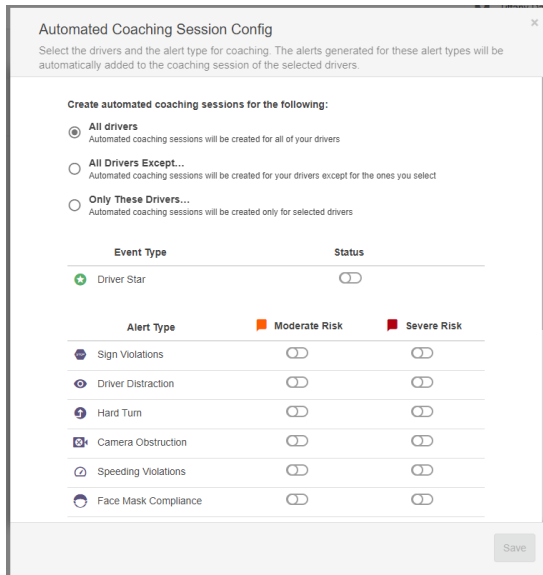 Automated Coaching Session Config
Select the drivers and the alert type for coaching. The alerts generated for these alert types will be
automatically added to the coaching session of the selected drivers.
Create automated coaching sessions for the following:
All drivers
Automated coaching sessions will be created for all of your drivers
All Drivers Except...
Automated coaching sessions will be created for your drivers except for the ones you select
Only These Drivers...
Automated coaching sessions will be created only for selected drivers
Event Type Status
Driver Star
Alert Type Moderate Risk Severe Risk
Sign Violations
Driver Distraction
Hard Turn
Camera Obstruction
Speeding Violations
Face Mask Compliance
Save